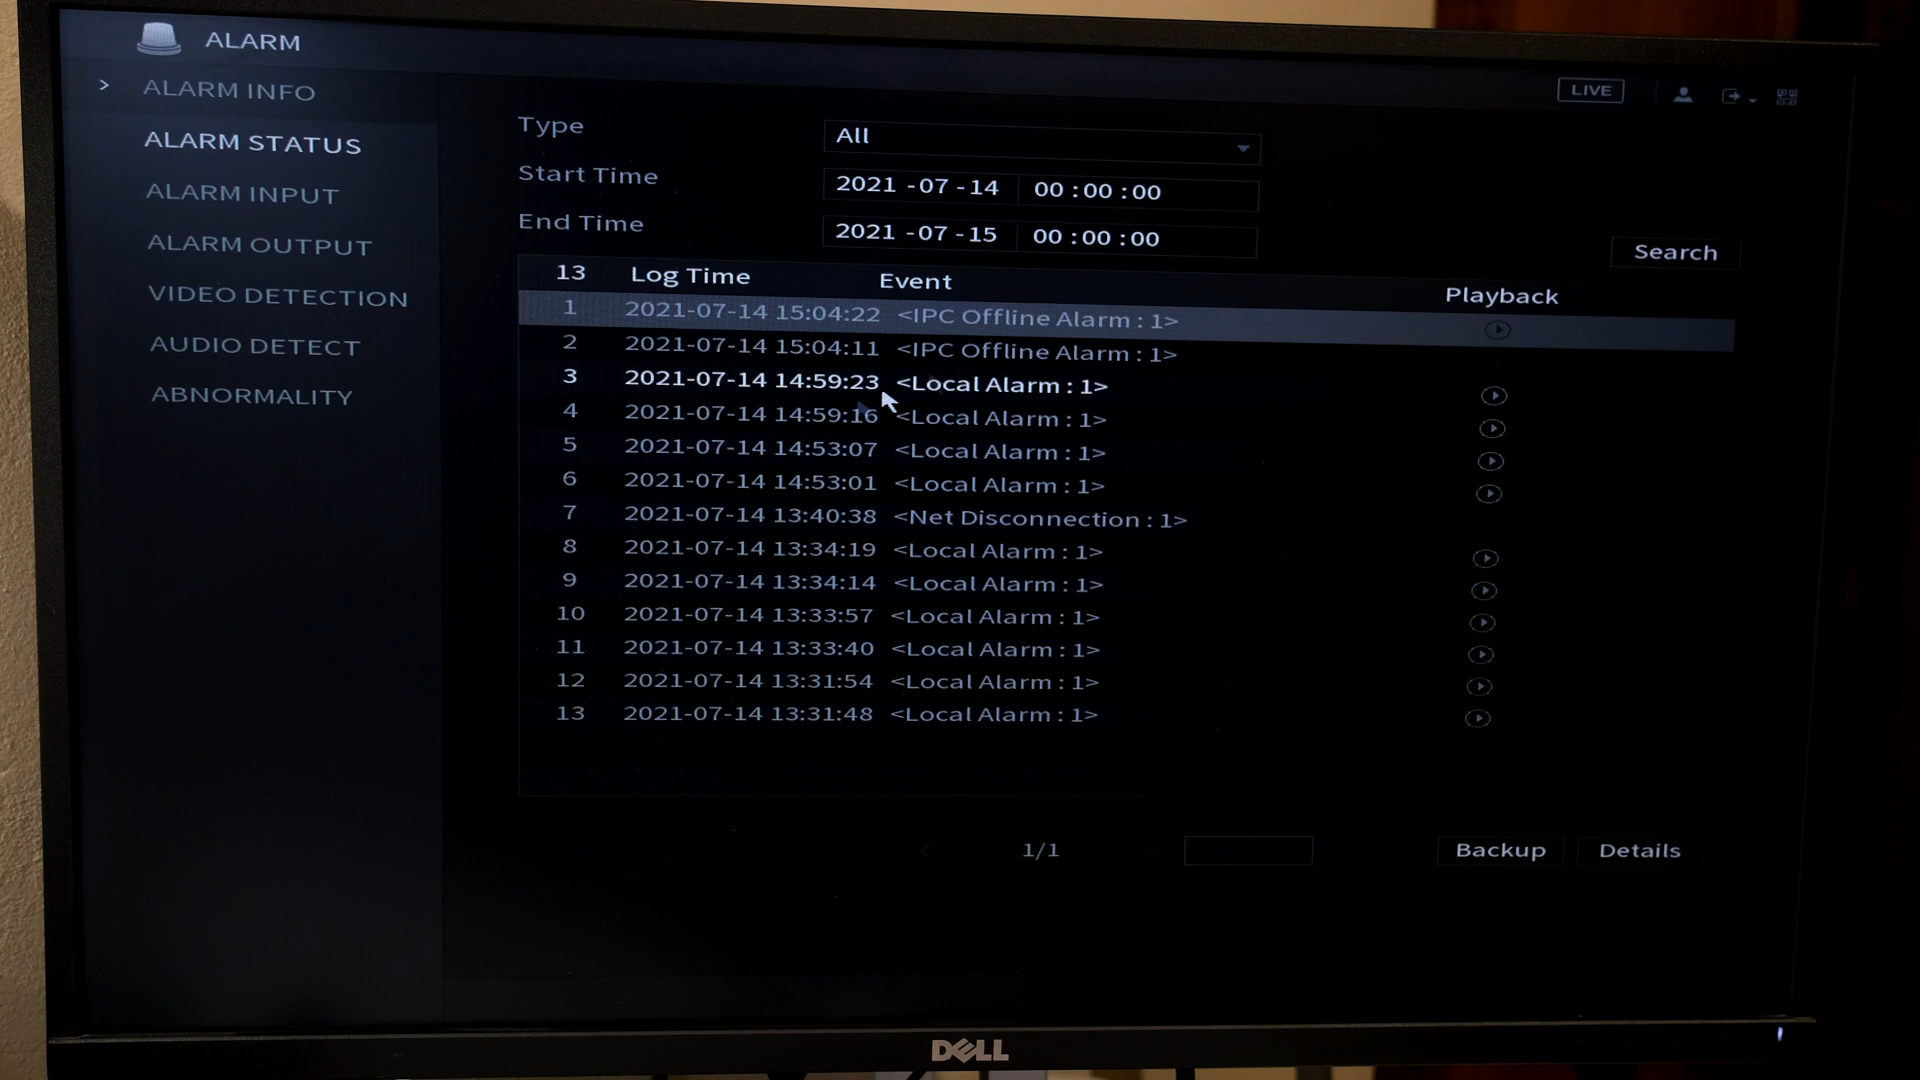 ALARM
LIVE
> ALARM INFO
ALARM STATUS
ALARM INPUT
ALARM OUTPUT
VIDEO DETECTION
AUDIO DETECT
ABNORMALITY
Type All
Start Time 2021 -07 -14 00 : 00 : 00
End Time 2021 -07 -15 00 : 00 : 00
Search
13 Log Time Event Playback
1 2021-07-14 15:04:22 <IPC Offline Alarm : 1>
2 2021-07-14 15:04:11 <IPC Offline Alarm : 1>
3 2021-07-14 14:59:23 <Local Alarm : 1>
4 2021-07-14 14:59:16 <Local Alarm : 1>
5 2021-07-14 14:53:07 <Local Alarm : 1>
6 2021-07-14 14:53:01 <Local Alarm : 1>
7 2021-07-14 13:40:38 <Net Disconnection : 1>
8 2021-07-14 13:34:19 <Local Alarm : 1>
9 2021-07-14 13:34:14 <Local Alarm : 1>
10 2021-07-14 13:33:57 <Local Alarm : 1>
11 2021-07-14 13:33:40 <Local Alarm : 1>
12 2021-07-14 13:31:54 <Local Alarm : 1>
13 2021-07-14 13:31:48 <Local Alarm : 1>
1/1
Backup Details
DELL